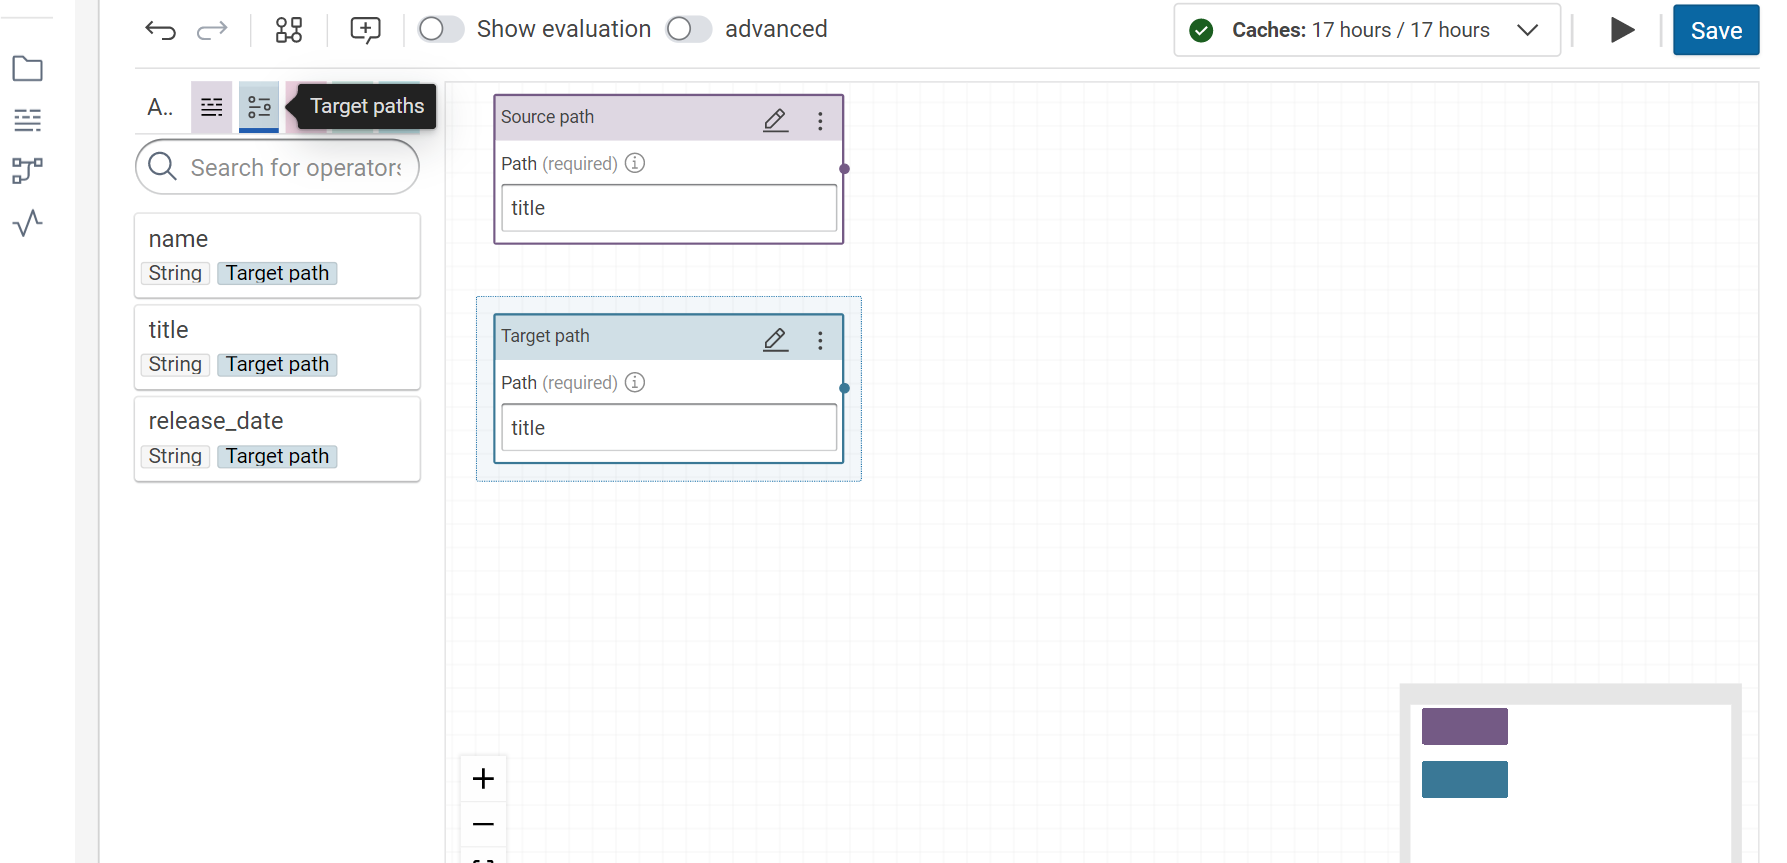 Show evaluation
advanced
Caches: 17 hours / 17 hours
Save
A..
Target paths
Search for operators
name
String Target path
title
String Target path
release_date
String Target path
Source path
Path (required)
title
Target path
Path (required)
title